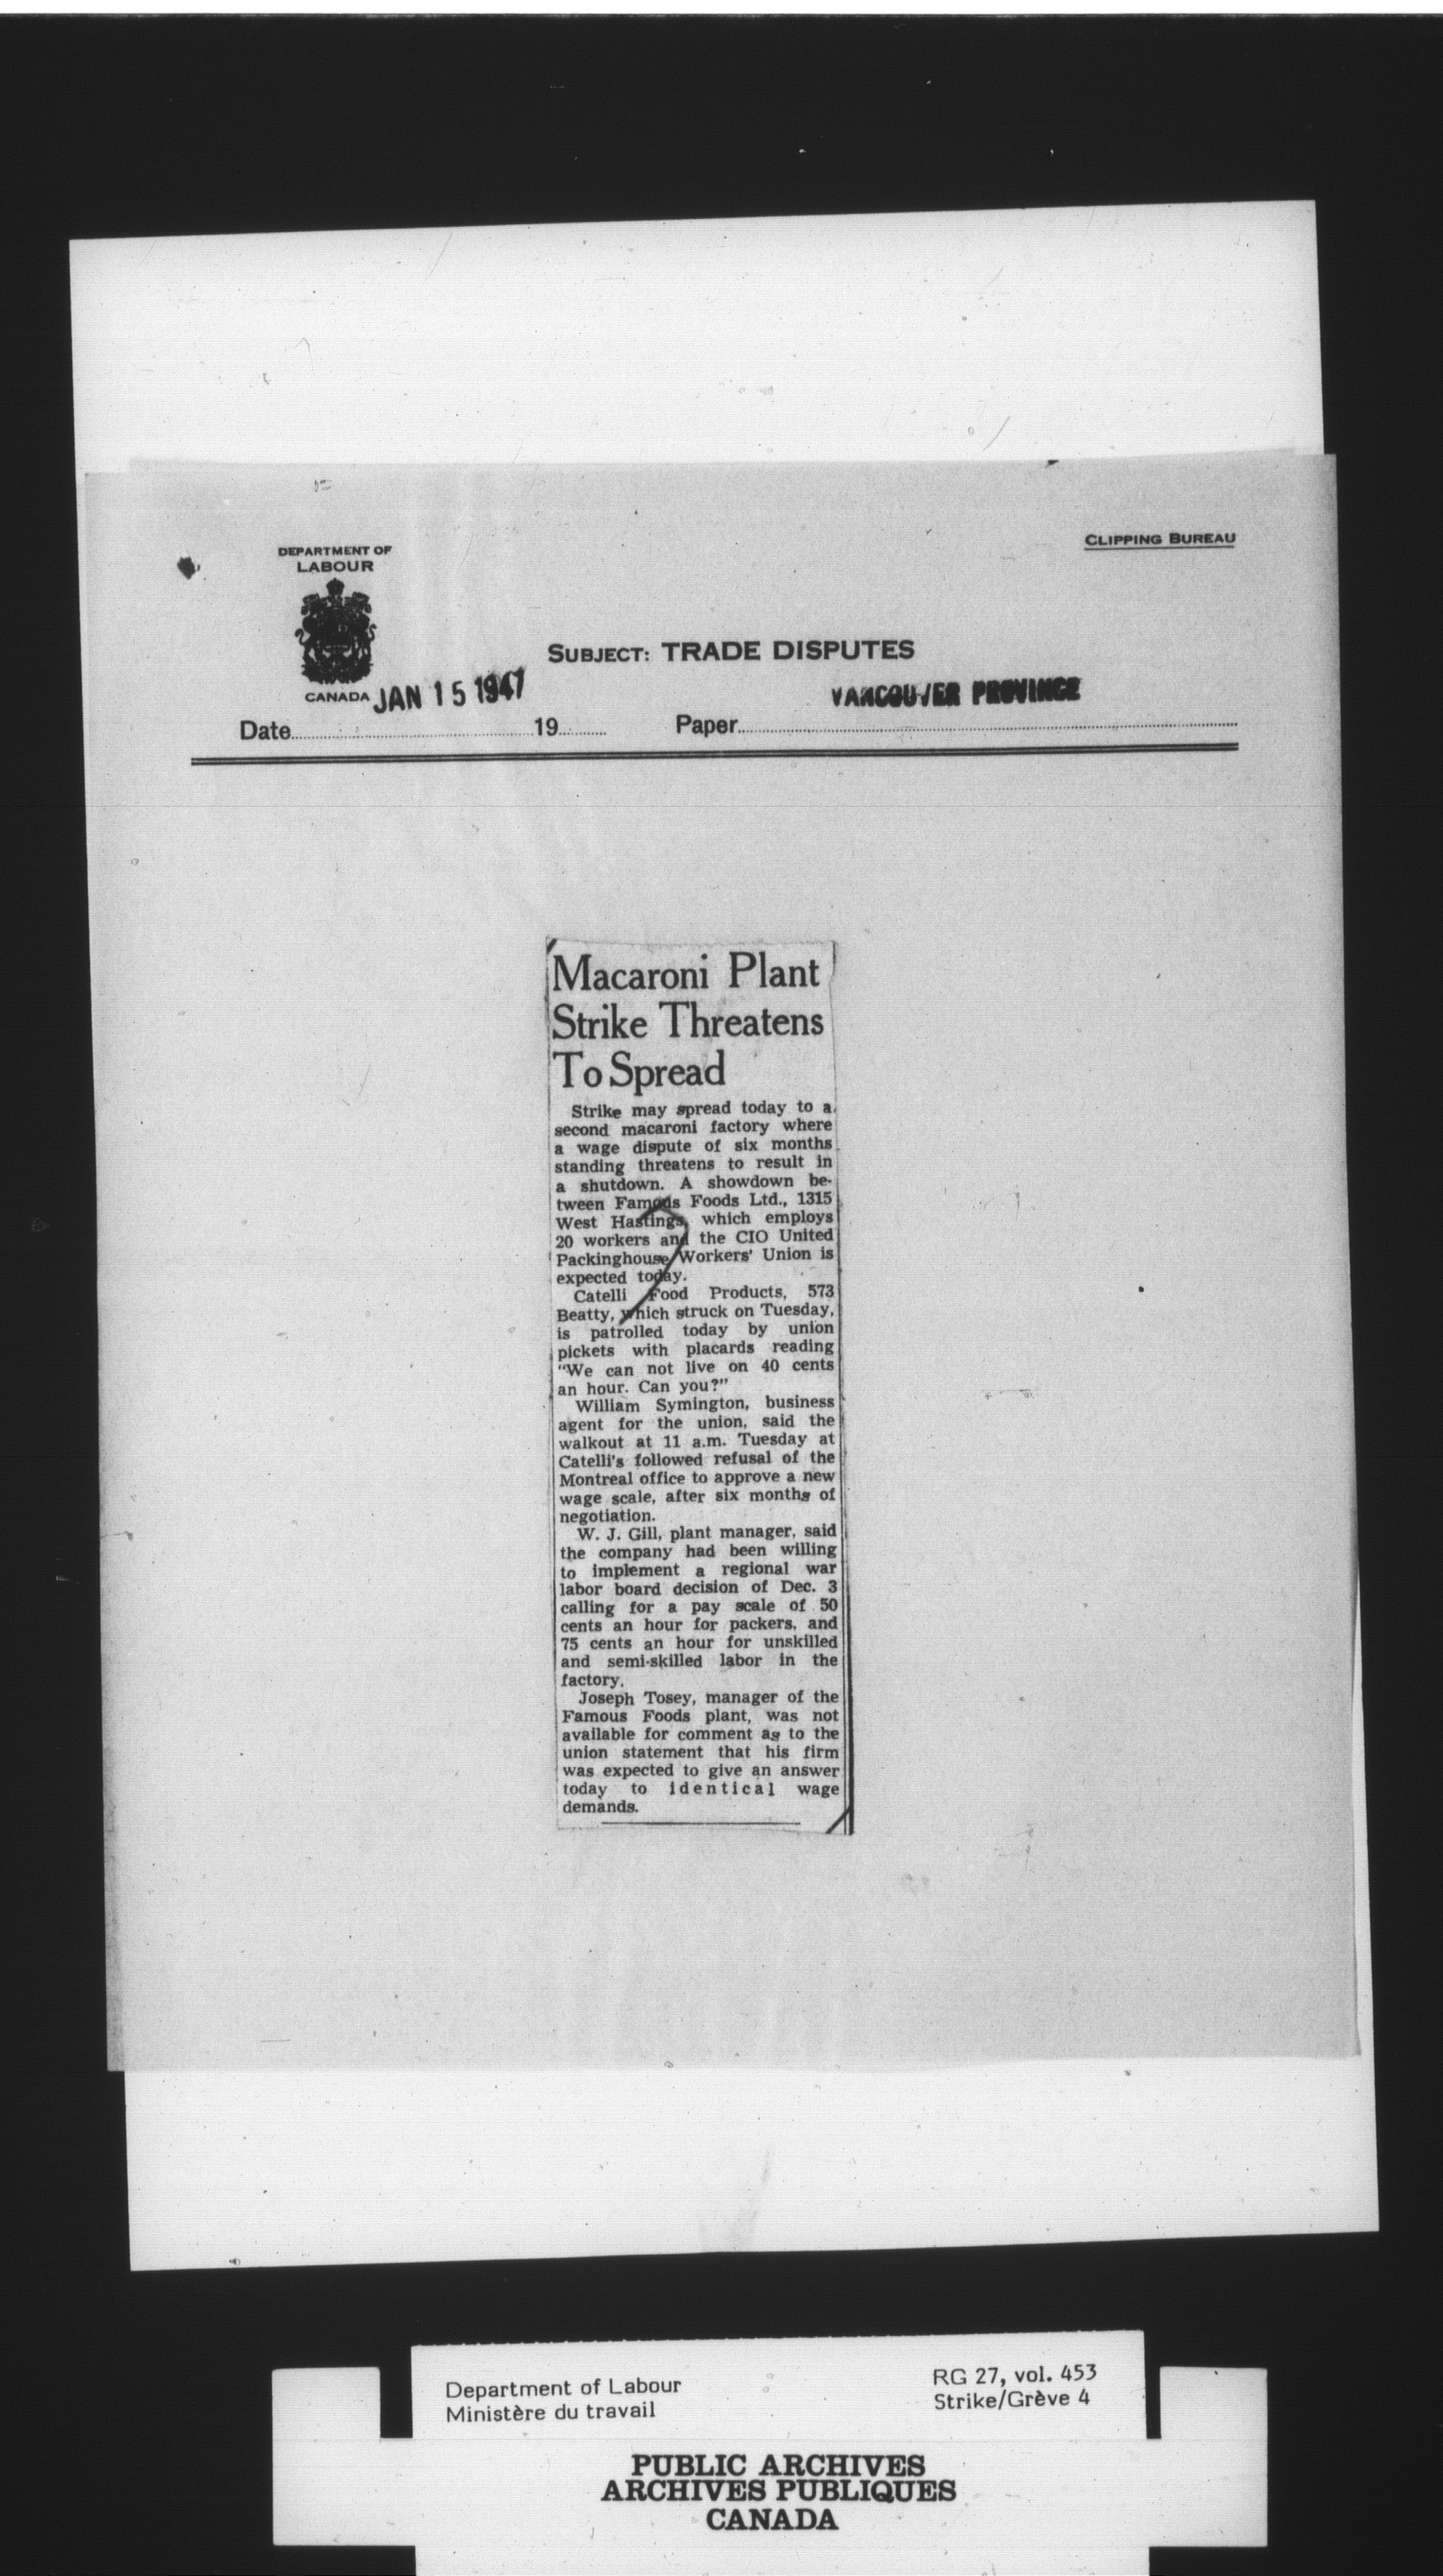 DEPARTMENT OF
LABOUR
CANADA
CLIPPING BUREAU
SUBJECT: TRADE DISPUTES
JAN 15 1947
VANCOUVER PROVINCE
Date 19 Paper
Macaroni Plant
Strike Threatens
To Spread
Strike may spread today to a
second macaroni factory where
a wage dispute of six months
standing threatens to result in
a shutdown. A showdown be-
tween Famous Foods Ltd., 1315
West Hastings, which employs
20 workers and the CIO United
Packinghouse Workers' Union is
expected today.
Catelli Food Products, 573
Beatty, which struck on Tuesday,
is patrolled today by union
pickets with placards reading
"We can not live on 40 cents
an hour. Can you?"
William Symington, business
agent for the union, said the
walkout at 11 a.m. Tuesday at
Catelli's followed refusal of the
Montreal office to approve a new
wage scale, after six months of
negotiation.
W. J. Gill, plant manager, said
the company had been willing
to implement a regional war
labor board decision of Dec. 3
calling for a pay scale of 50
cents an hour for packers, and
75 cents an hour for unskilled
and semi-skilled labor in the
factory.
Joseph Tosey, manager of the
Famous Foods plant, was not
available for comment as to the
union statement that his firm
was expected to give an answer
today to identical wage
demands.
Department of Labour
Ministère du travail
RG 27, vol. 453
Strike/Grève 4
PUBLIC ARCHIVES
ARCHIVES PUBLIQUES
CANADA